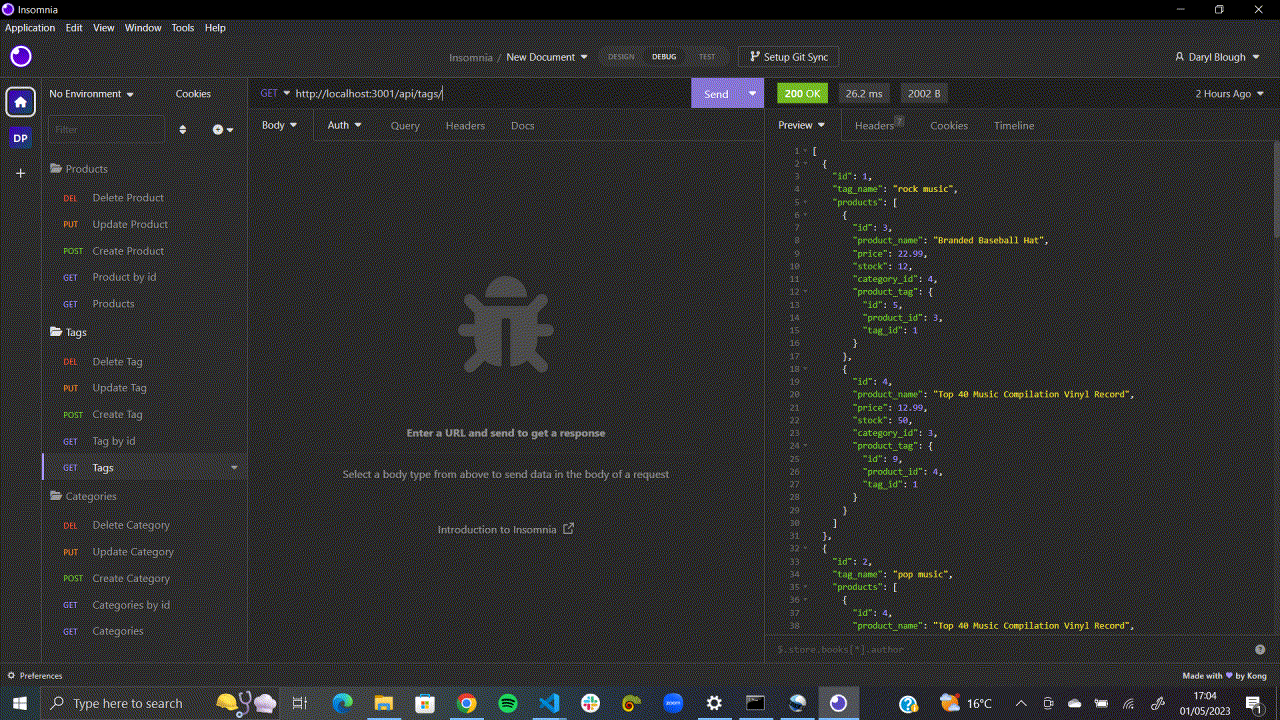 Insomnia
Application Edit View Window Tools Help
Insomnia / New Document DESIGN DEBUG TEST Setup Git Sync Daryl Blough
No Environment Cookies
Filter
DP
Products
DEL Delete Product
PUT Update Product
POST Create Product
GET Product by id
GET Products
Tags
DEL Delete Tag
PUT Update Tag
POST Create Tag
GET Tag by id
GET Tags
Categories
DEL Delete Category
PUT Update Category
POST Create Category
GET Categories by id
GET Categories
GET http://localhost:3001/api/tags/ Send
Body Auth Query Headers Docs
Enter a URL and send to get a response
Select a body type from above to send data in the body of a request
Introduction to Insomnia
200 OK 26.2 ms 2002 B 2 Hours Ago
Preview Headers 7 Cookies Timeline
1 [
2 {
3 "id": 1,
4 "tag_name": "rock music",
5 "products": [
6 {
7 "id": 3,
8 "product_name": "Branded Baseball Hat",
9 "price": 22.99,
10 "stock": 12,
11 "category_id": 4,
12 "product_tag": {
13 "id": 5,
14 "product_id": 3,
15 "tag_id": 1
16 }
17 },
18 {
19 "id": 4,
20 "product_name": "Top 40 Music Compilation Vinyl Record",
21 "price": 12.99,
22 "stock": 50,
23 "category_id": 3,
24 "product_tag": {
25 "id": 9,
26 "product_id": 4,
27 "tag_id": 1
28 }
29 }
30 ]
31 },
32 {
33 "id": 2,
34 "tag_name": "pop music",
35 "products": [
36 {
37 "id": 4,
38 "product_name": "Top 40 Music Compilation Vinyl Record",
$.store.books[*].author
Preferences Made with ♥ by Kong
Type here to search zoom 16°C 17:04
01/05/2023 1